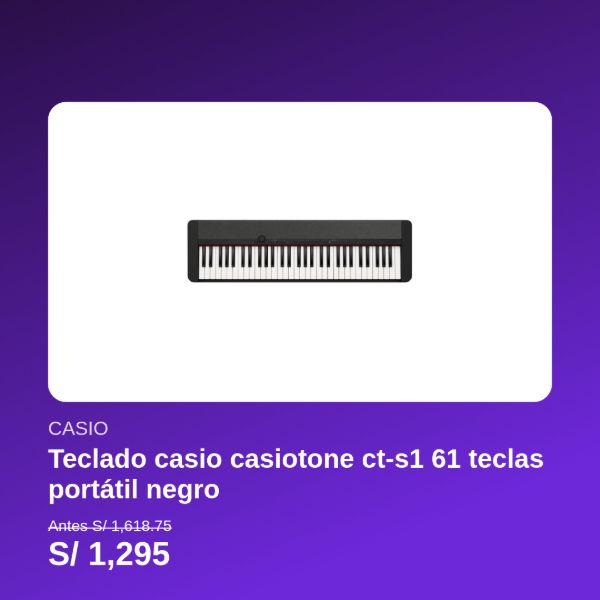 CASIO
Teclado casio casiotone ct-s1 61 teclas
portátil negro
Antes S/ 1,618.75
S/ 1,295